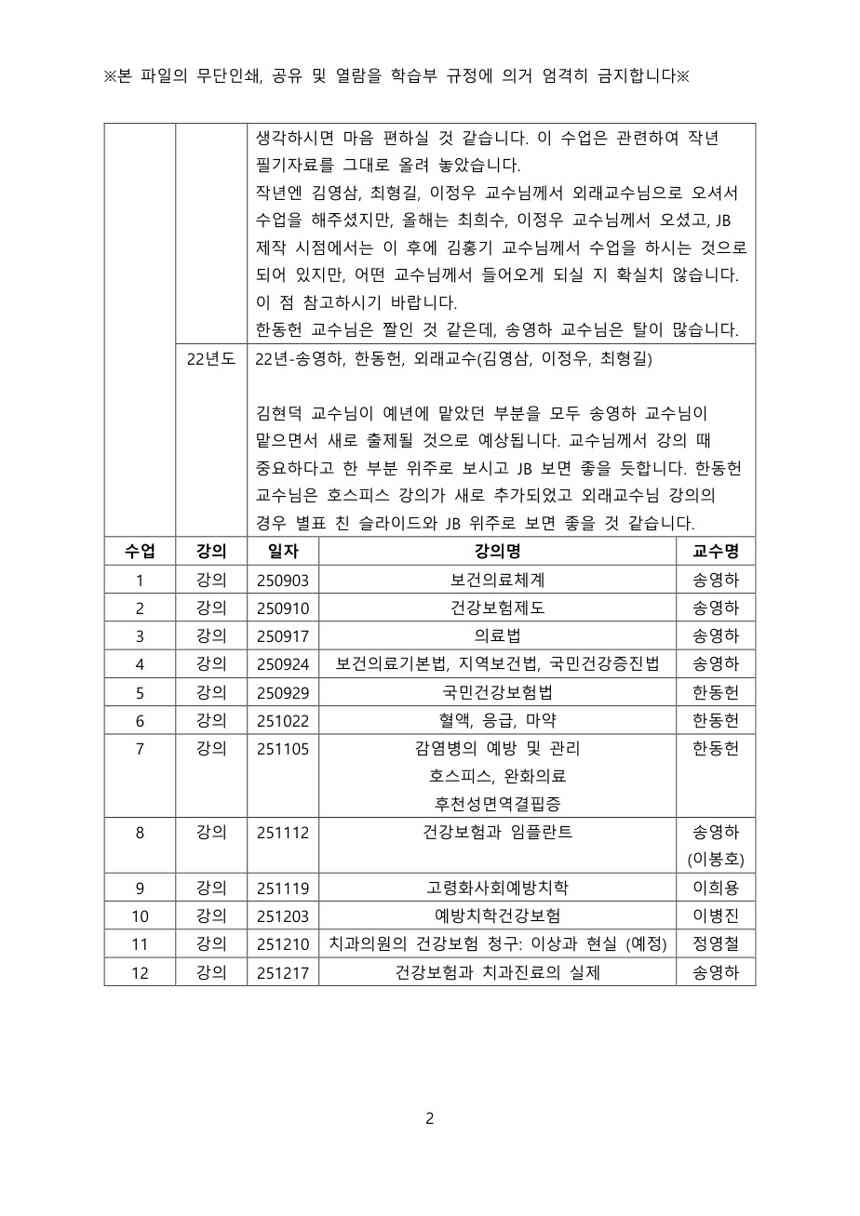 ※본 파일의 무단인쇄, 공유 및 열람을 학습부 규정에 의거 엄격히 금지합니다※
생각하시면 마음 편하실 것 같습니다. 이 수업은 관련하여 작년
필기자료를 그대로 올려 놓았습니다.
작년엔 김영삼, 최형길, 이정우 교수님께서 외래교수님으로 오셔서
수업을 해주셨지만, 올해는 최희수, 이정우 교수님께서 오셨고, JB
제작 시점에서는 이 후에 김홍기 교수님께서 수업을 하시는 것으로
되어 있지만, 어떤 교수님께서 들어오게 되실 지 확실치 않습니다.
이 점 참고하시기 바랍니다.
한동헌 교수님은 짤인 것 같은데, 송영하 교수님은 탈이 많습니다.
22년도 22년-송영하, 한동헌, 외래교수(김영삼, 이정우, 최형길)
김현덕 교수님이 예년에 맡았던 부분을 모두 송영하 교수님이
맡으면서 새로 출제될 것으로 예상됩니다. 교수님께서 강의 때
중요하다고 한 부분 위주로 보시고 JB 보면 좋을 듯합니다. 한동헌
교수님은 호스피스 강의가 새로 추가되었고 외래교수님 강의의
경우 별표 친 슬라이드와 JB 위주로 보면 좋을 것 같습니다.
수업 강의 일자 강의명 교수명
1 강의 250903 보건의료체계 송영하
2 강의 250910 건강보험제도 송영하
3 강의 250917 의료법 송영하
4 강의 250924 보건의료기본법, 지역보건법, 국민건강증진법 송영하
5 강의 250929 국민건강보험법 한동헌
6 강의 251022 혈액, 응급, 마약 한동헌
7 강의 251105 감염병의 예방 및 관리 한동헌
호스피스, 완화의료
후천성면역결핍증
8 강의 251112 건강보험과 임플란트 송영하
(이봉호)
9 강의 251119 고령화사회예방치학 이희용
10 강의 251203 예방치학건강보험 이병진
11 강의 251210 치과의원의 건강보험 청구: 이상과 현실 (예정) 정영철
12 강의 251217 건강보험과 치과진료의 실제 송영하
2